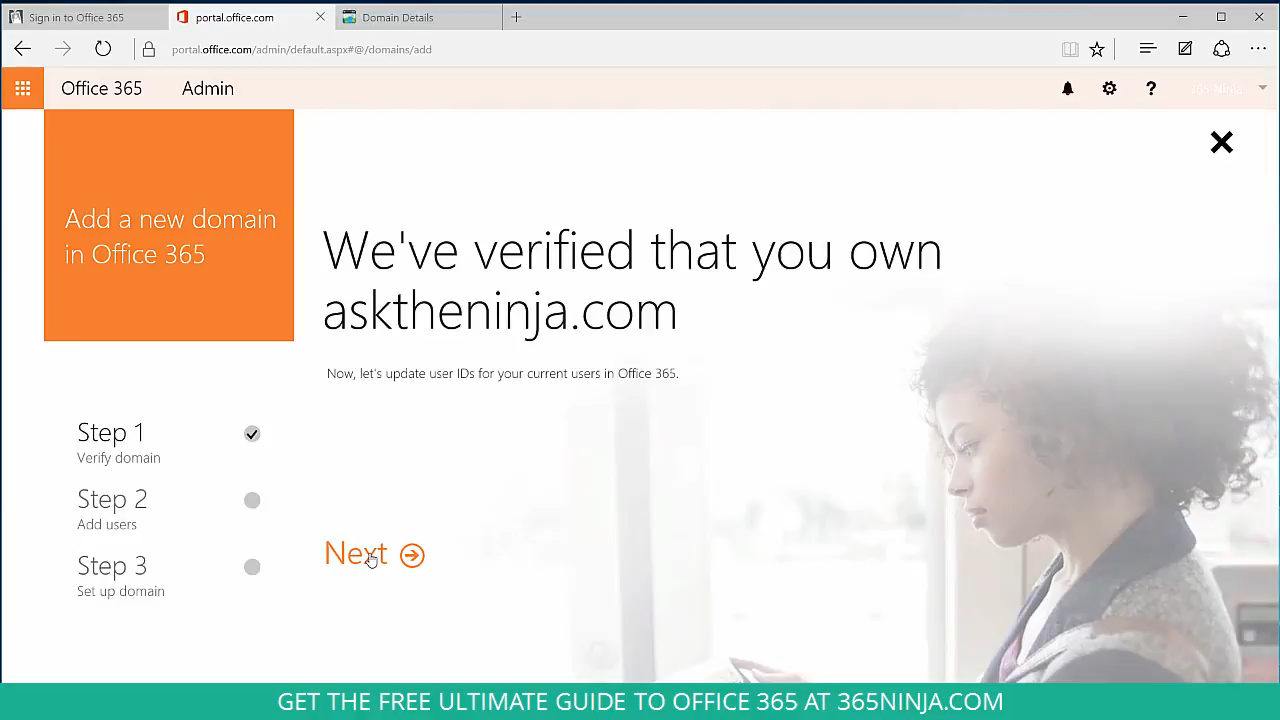 Sign in to Office 365
portal.office.com
Domain Details
portal.office.com/admin/default.aspx#@/domains/add
Office 365
Admin
365 Ninja
Add a new domain
in Office 365
We've verified that you own
asktheninja.com
Now, let's update user IDs for your current users in Office 365.
Step 1
Verify domain
Step 2
Add users
Step 3
Set up domain
Next
GET THE FREE ULTIMATE GUIDE TO OFFICE 365 AT 365NINJA.COM